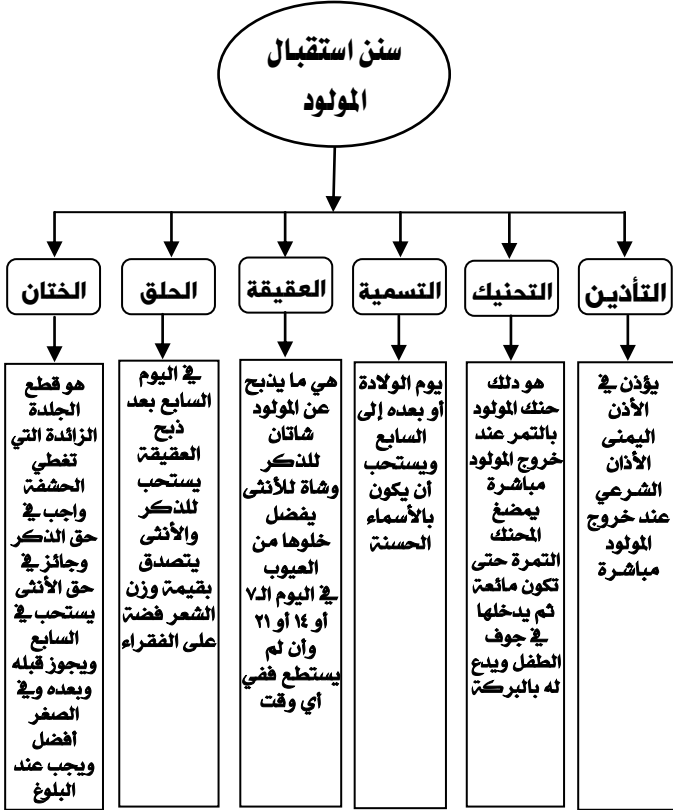 سنن استقبال
المولود
التأذين
التحنيك
التسمية
العقيقة
الحلق
الختان
يؤذن في
الأذن
اليمنى
الأذان
الشرعي
عند خروج
المولود
مباشرة
هو دلك
حنك المولود
بالتمر عند
خروج المولود
مباشرة
يمضغ
المحنك
التمرة حتى
تكون مائعة
ثم يدخلها
في جوف
الطفل ويدع
له بالبركة
يوم الولادة
أو بعده إلى
السابع
ويستحب
أن يكون
بالأسماء
الحسنة
هي ما يذبح
عن المولود
شاتان
للذكر
وشاة للأنثى
يفضل
خلوها من
العيوب
في اليوم الـ٧
أو ١٤ أو ٢١
وأن لم
يستطع ففي
أي وقت
في اليوم
السابع بعد
ذبح
العقيقة
يستحب
للذكر
والأنثى
يتصدق
بقيمة وزن
الشعر فضة
على الفقراء
هو قطع
الجلدة
الزائدة التي
تغطي
الحشفة
واجب في
حق الذكر
وجائز في
حق الأنثى
يستحب في
السابع
ويجوز قبله
وبعده وفي
الصغر
أفضل
ويجب عند
البلوغ